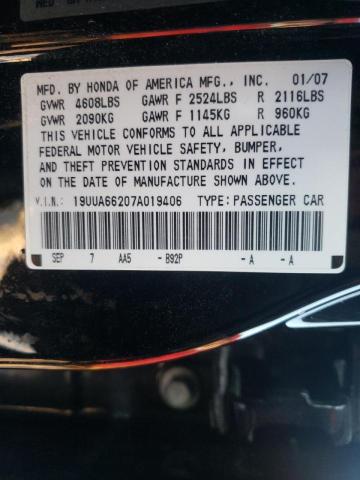 MFD. BY HONDA OF AMERICA MFG., INC. 01/07
GVWR 4608LBS GAWR F 2524LBS R 2116LBS
GVWR 2090KG GAWR F 1145KG R 960KG
THIS VEHICLE CONFORMS TO ALL APPLICABLE
FEDERAL MOTOR VEHICLE SAFETY, BUMPER,
AND THEFT PREVENTION STANDARDS IN EFFECT
ON THE DATE OF MANUFACTURE SHOWN ABOVE.
V.I.N: 19UUA66207A019406 TYPE: PASSENGER CAR
SEP 7 AA5 -B92P -A -A